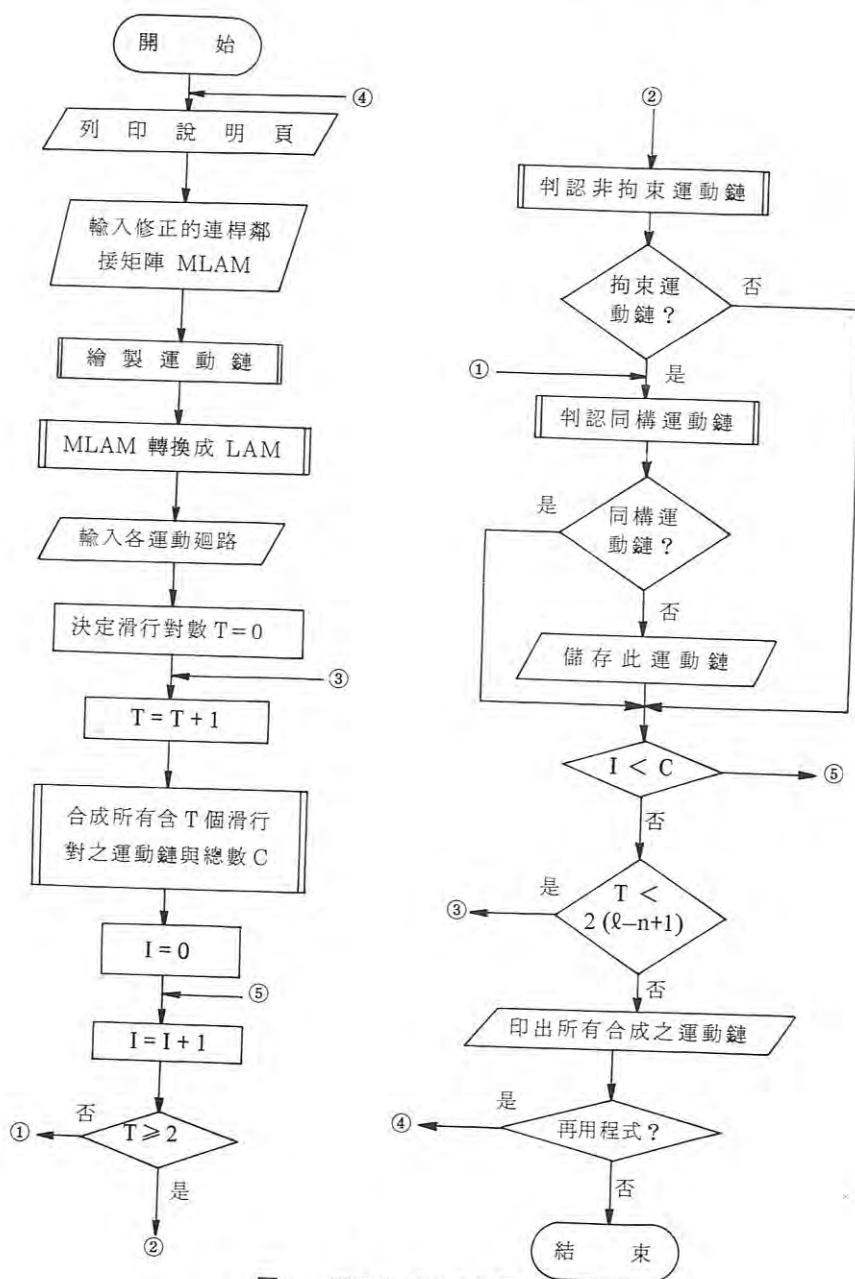 開 始
④
列印說明頁
輸入修正的連桿鄰
接矩陣 MLAM
繪製運動鏈
MLAM 轉換成 LAM
輸入各運動廻路
決定滑行對數 T=0
③
T=T+1
合成所有含T個滑行
對之運動鏈與總數C
I=0
⑤
I=I+1
否
①
T≥2
是
②
②
判認非拘束運動鏈
拘束運
動鏈?
否
①
是
判認同構運動鏈
是
同構運
動鏈?
否
儲存此運動鏈
I < C
⑤
否
是
T <
2 (ℓ–n+1)
③
否
印出所有合成之運動鏈
是
④
再用程式?
否
結 束